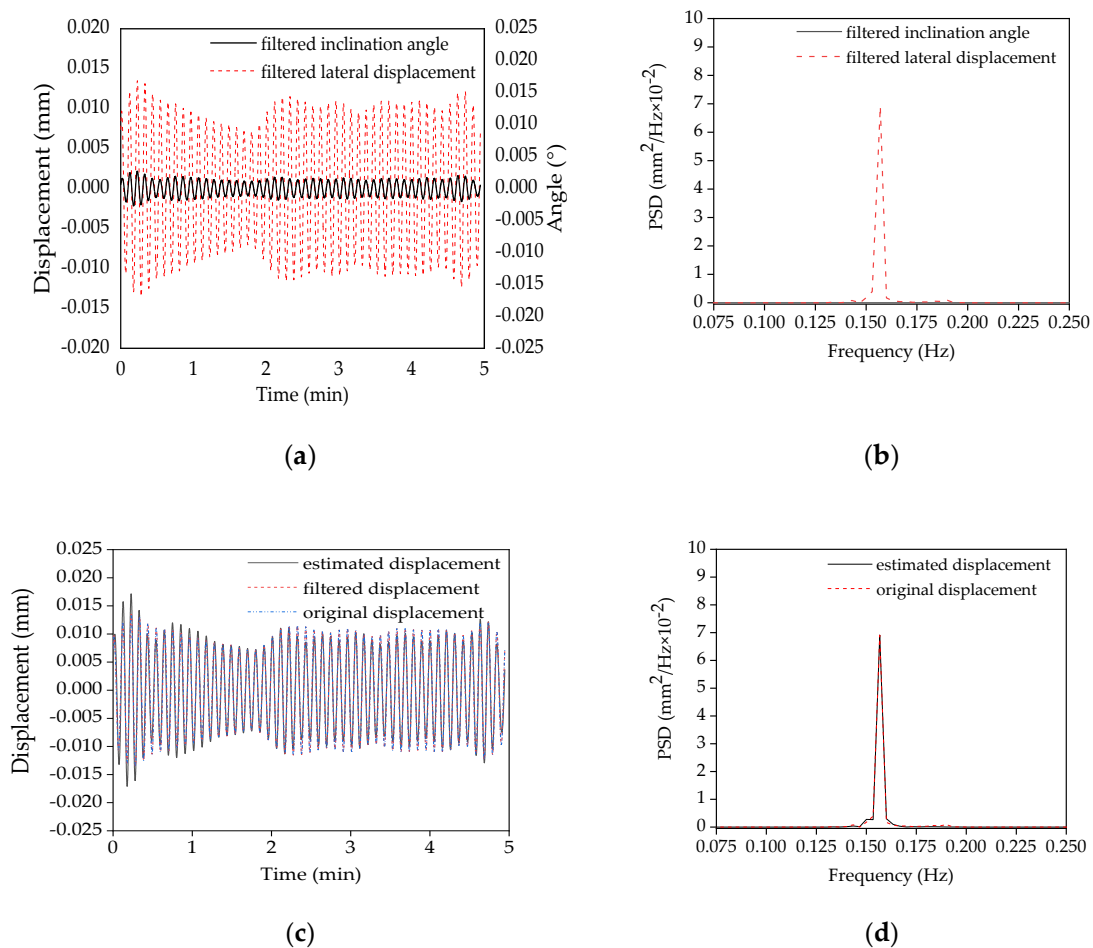 0.020
0.015
0.010
0.005
0.000
-0.005
-0.010
-0.015
-0.020
Displacement (mm)
filtered inclination angle
filtered lateral displacement
0.025
0.020
0.015
0.010
0.005
0.000
-0.005
-0.010
-0.015
-0.020
-0.025
Angle (°)
0 1 2 3 4 5
Time (min)
(a)
10
9
8
7
6
5
4
3
2
1
0
PSD (mm²/Hz×10⁻²)
filtered inclination angle
filtered lateral displacement
0.075 0.100 0.125 0.150 0.175 0.200 0.225 0.250
Frequency (Hz)
(b)
0.025
0.020
0.015
0.010
0.005
0.000
-0.005
-0.010
-0.015
-0.020
-0.025
Displacement (mm)
estimated displacement
filtered displacement
original displacement
0 1 2 3 4 5
Time (min)
(c)
10
9
8
7
6
5
4
3
2
1
0
PSD (mm²/Hz×10⁻²)
estimated displacement
original displacement
0.075 0.100 0.125 0.150 0.175 0.200 0.225 0.250
Frequency (Hz)
(d)